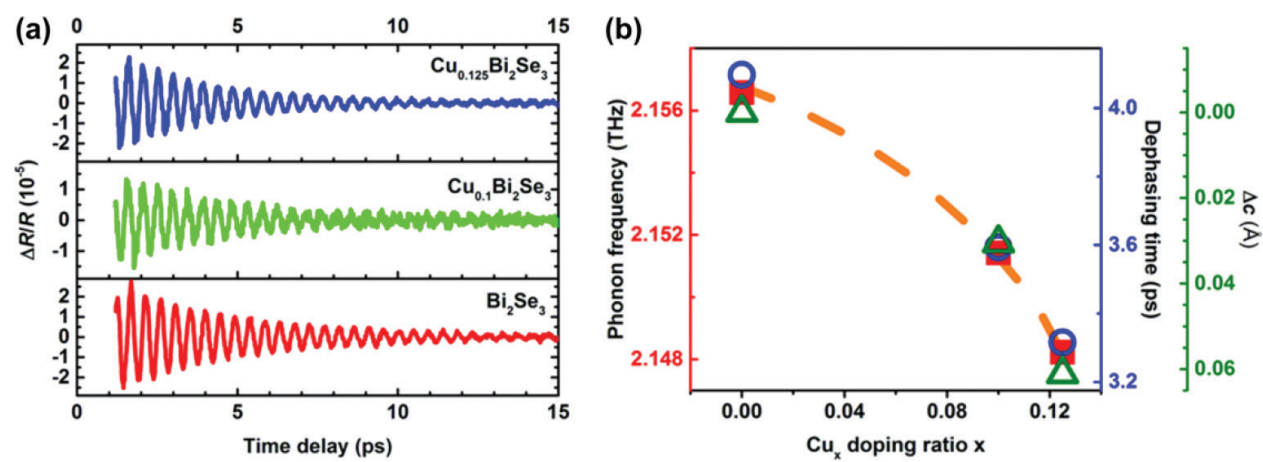 (a)
0 5 10 15
Cu0.125Bi2Se3
2
1
0
-1
-2
Cu0.1Bi2Se3
1
0
-1
Bi2Se3
2
1
0
-1
-2
ΔR/R (10-5)
0 5 10 15
Time delay (ps)
(b)
2.156
2.152
2.148
Phonon frequency (THz)
4.0
3.6
3.2
Dephasing time (ps)
0.00
0.02
0.04
0.06
Δc (Å)
0.00 0.04 0.08 0.12
Cux doping ratio x